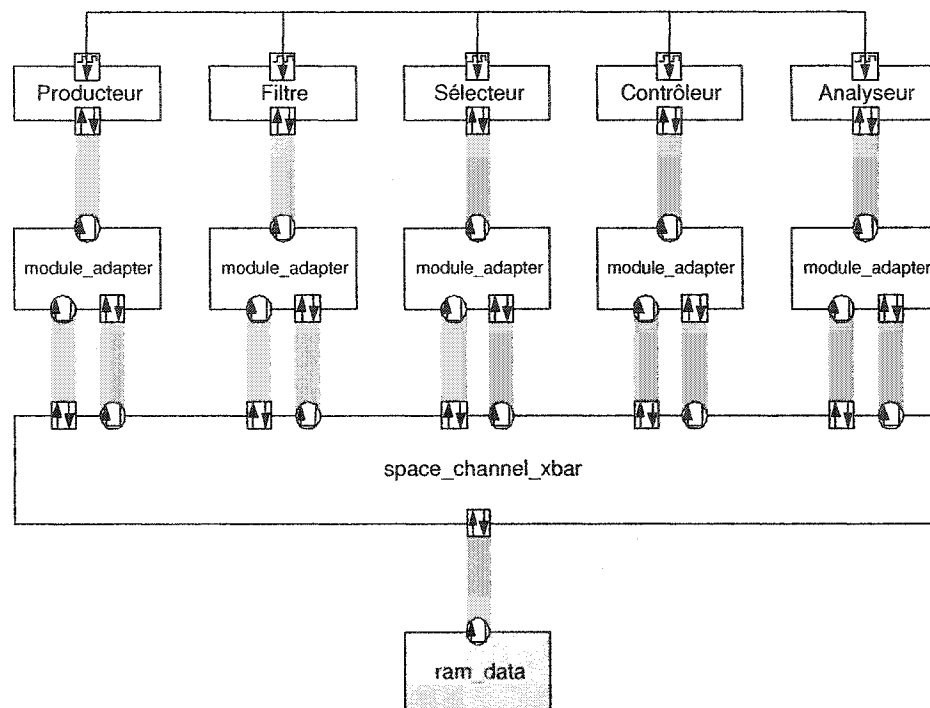 Producteur Filtre Sélecteur Contrôleur Analyseur
module_adapter module_adapter module_adapter module_adapter module_adapter
space_channel_xbar
ram_data